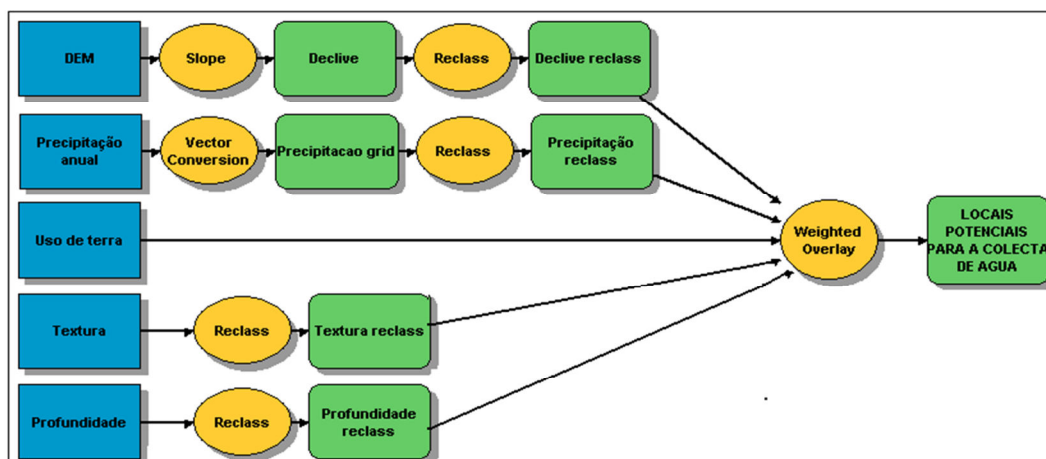 DEM
Slope
Declive
Reclass
Declive reclass
Precipitação
anual
Vector
Conversion
Precipitacao grid
Reclass
Precipitação
reclass
Uso de terra
Weighted
Overlay
LOCAIS
POTENCIAIS
PARA A COLECTA
DE AGUA
Textura
Reclass
Textura reclass
Profundidade
Reclass
Profundidade
reclass